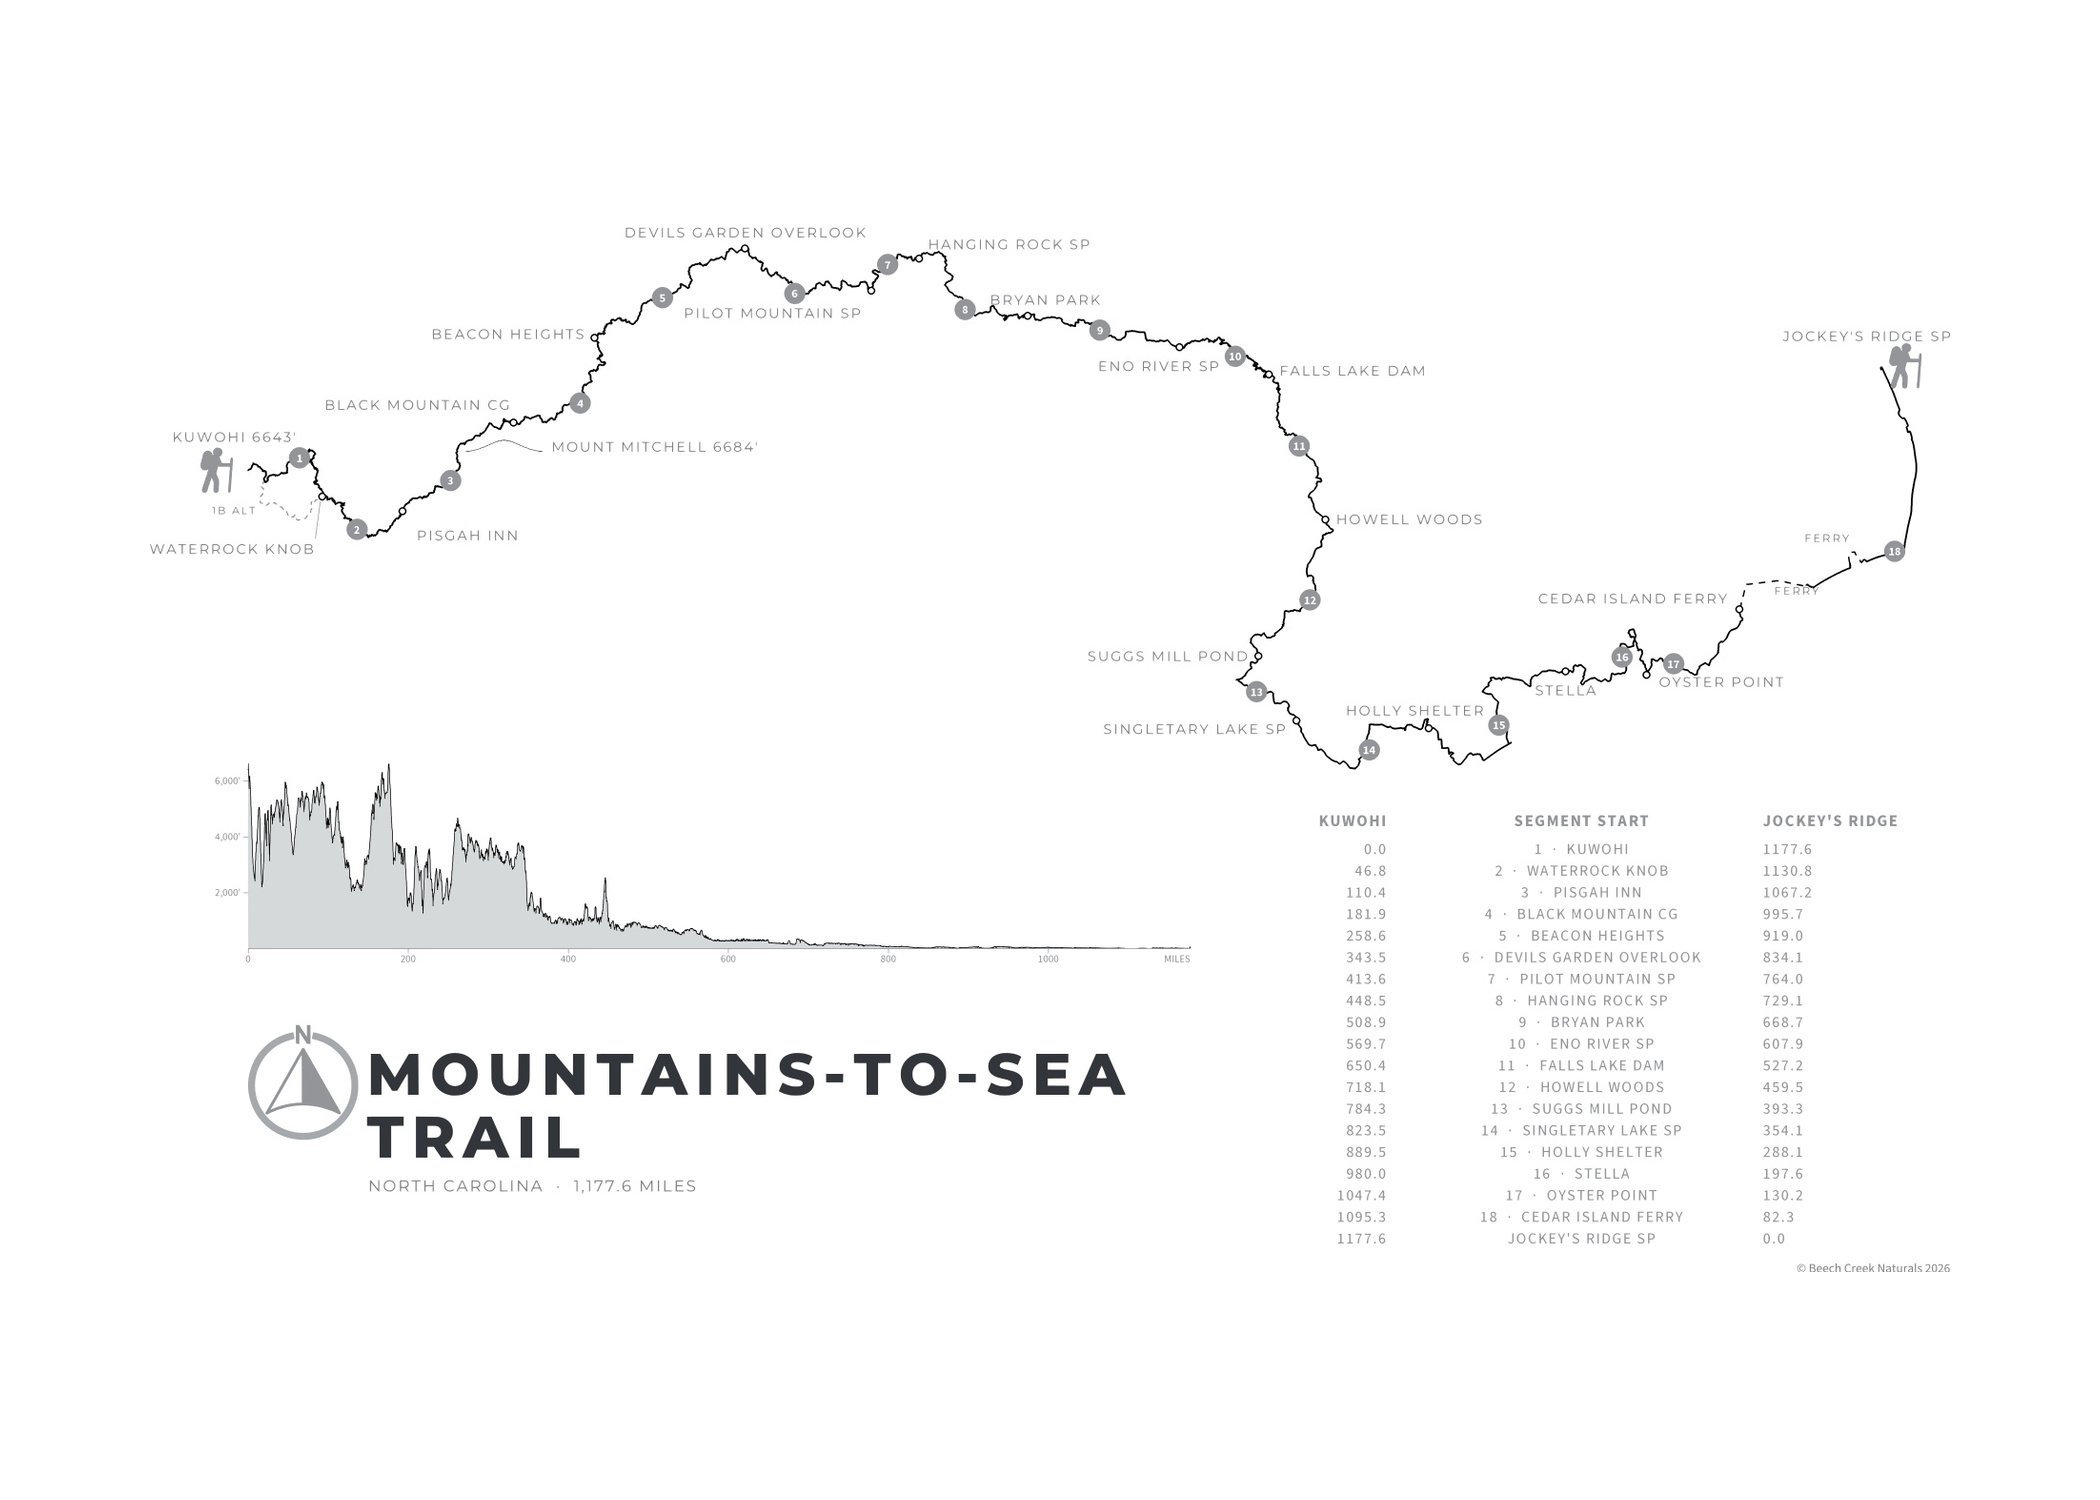 DEVILS GARDEN OVERLOOK
HANGING ROCK SP
7
5
6
PILOT MOUNTAIN SP
8
BRYAN PARK
9
BEACON HEIGHTS
JOCKEY'S RIDGE SP
10
ENO RIVER SP
FALLS LAKE DAM
BLACK MOUNTAIN CG
4
KUWOHI 6643'
MOUNT MITCHELL 6684'
11
1
3
1B ALT
2
PISGAH INN
WATERROCK KNOB
HOWELL WOODS
FERRY
18
FERRY
12
CEDAR ISLAND FERRY
SUGGS MILL POND
16
17
OYSTER POINT
13
STELLA
HOLLY SHELTER
15
SINGLETARY LAKE SP
14
6,000'
4,000'
2,000'
0 200 400 600 800 1000 MILES
N
MOUNTAINS-TO-SEA
TRAIL
NORTH CAROLINA · 1,177.6 MILES
KUWOHI SEGMENT START JOCKEY'S RIDGE
0.0 1 · KUWOHI 1177.6
46.8 2 · WATERROCK KNOB 1130.8
110.4 3 · PISGAH INN 1067.2
181.9 4 · BLACK MOUNTAIN CG 995.7
258.6 5 · BEACON HEIGHTS 919.0
343.5 6 · DEVILS GARDEN OVERLOOK 834.1
413.6 7 · PILOT MOUNTAIN SP 764.0
448.5 8 · HANGING ROCK SP 729.1
508.9 9 · BRYAN PARK 668.7
569.7 10 · ENO RIVER SP 607.9
650.4 11 · FALLS LAKE DAM 527.2
718.1 12 · HOWELL WOODS 459.5
784.3 13 · SUGGS MILL POND 393.3
823.5 14 · SINGLETARY LAKE SP 354.1
889.5 15 · HOLLY SHELTER 288.1
980.0 16 · STELLA 197.6
1047.4 17 · OYSTER POINT 130.2
1095.3 18 · CEDAR ISLAND FERRY 82.3
1177.6 JOCKEY'S RIDGE SP 0.0
© Beech Creek Naturals 2026